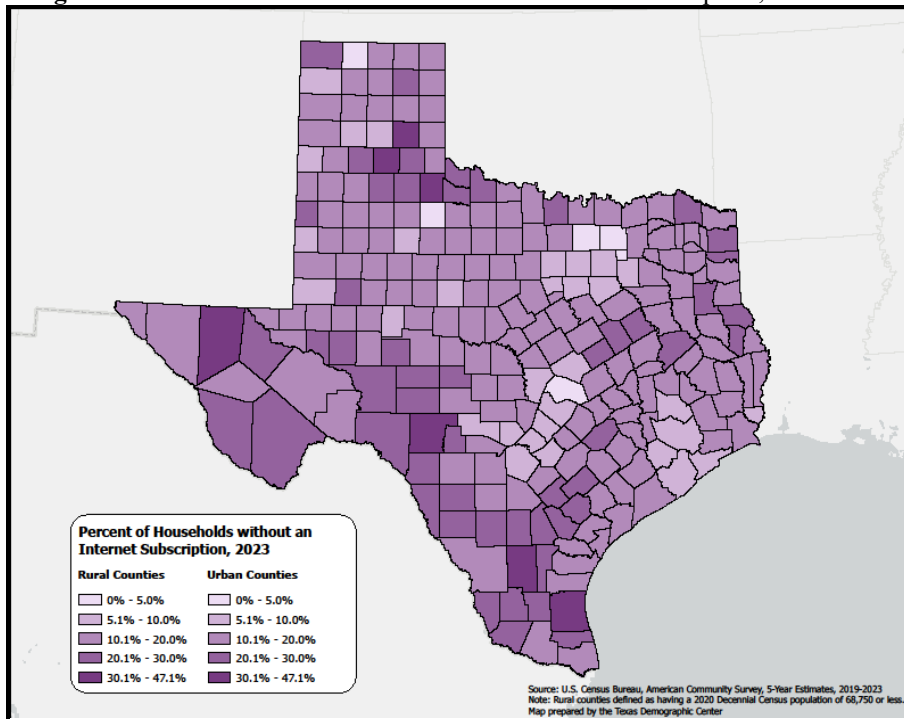 Percent of Households without an
Internet Subscription, 2023
Rural Counties Urban Counties
0% - 5.0% 0% - 5.0%
5.1% - 10.0% 5.1% - 10.0%
10.1% - 20.0% 10.1% - 20.0%
20.1% - 30.0% 20.1% - 30.0%
30.1% - 47.1% 30.1% - 47.1%
Source: U.S. Census Bureau, American Community Survey, 5-Year Estimates, 2019-2023
Note: Rural counties defined as having a 2020 Decennial Census population of 68,750 or less.
Map prepared by the Texas Demographic Center